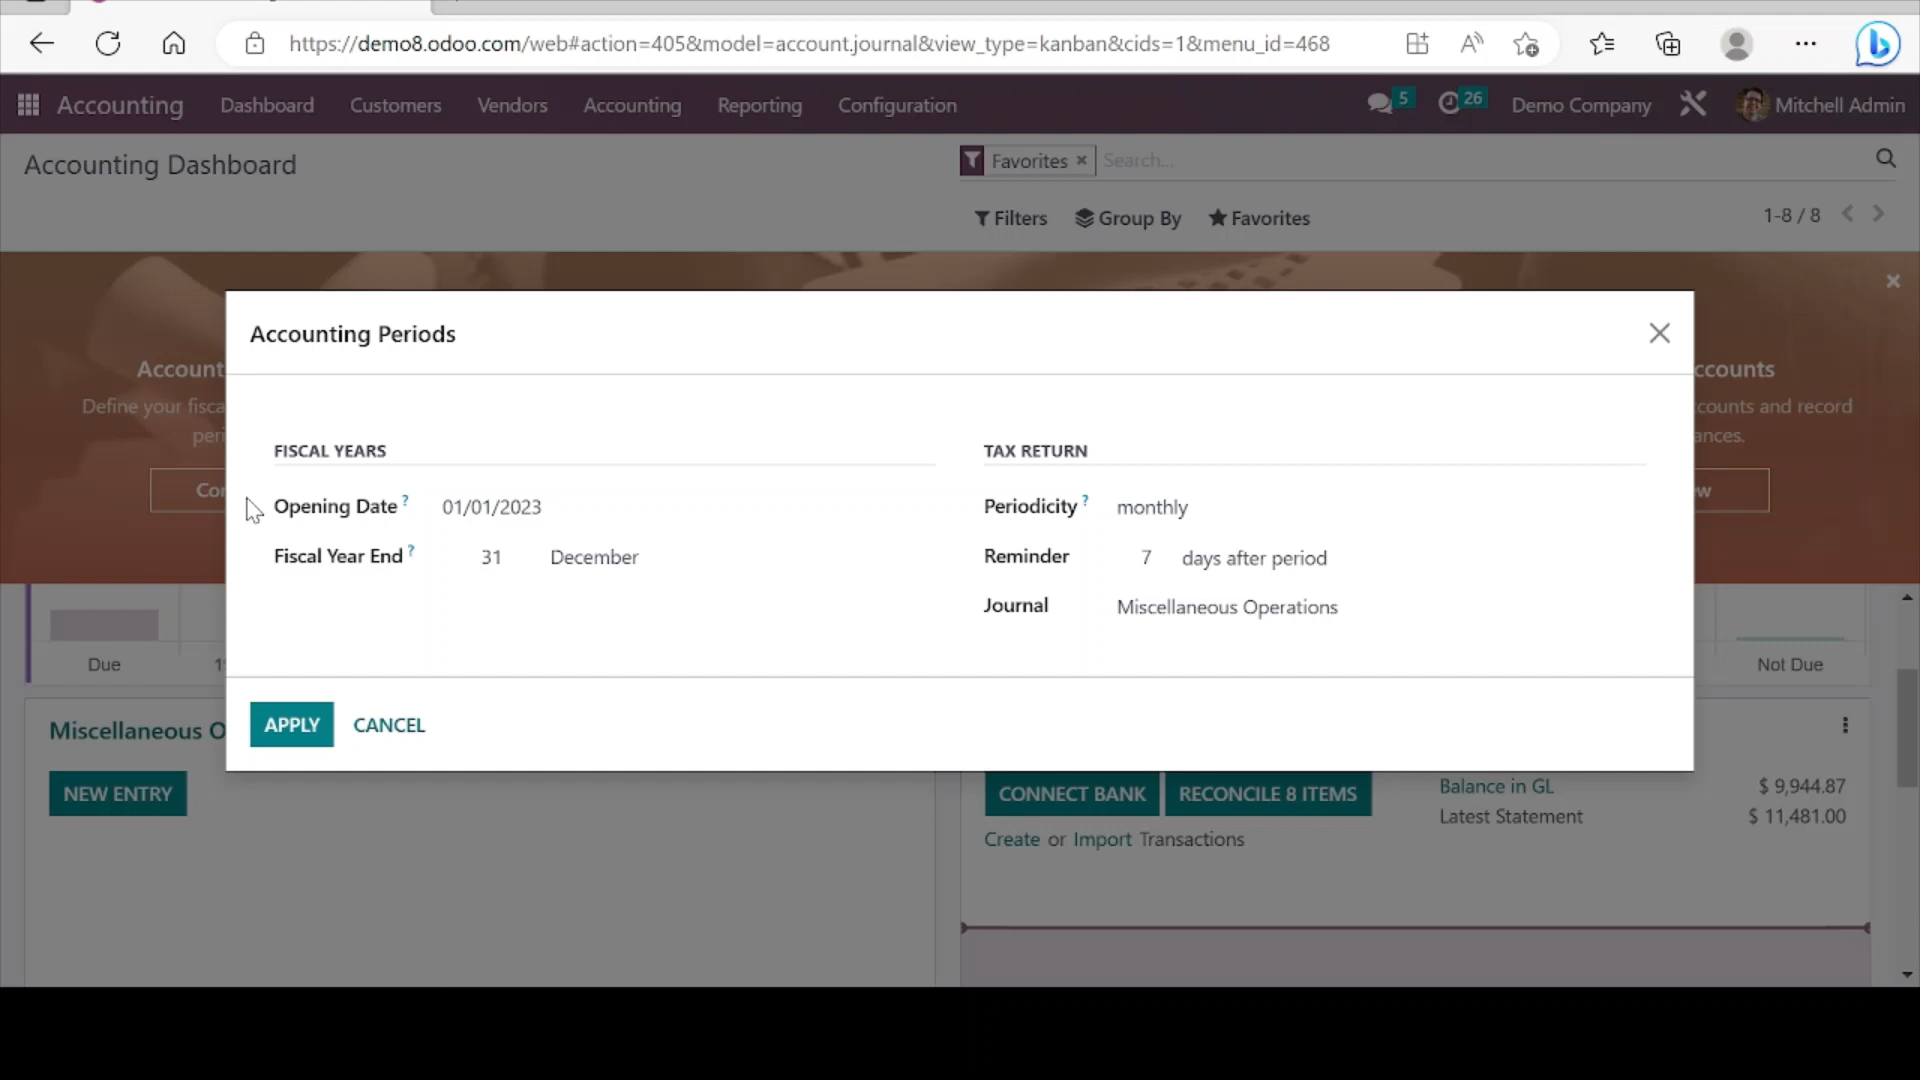 https://demo8.odoo.com/web#action=405&model=account.journal&view_type=kanban&cids=1&menu_id=468
Accounting Dashboard Customers Vendors Accounting Reporting Configuration 5 26 Demo Company Mitchell Admin
Accounting Dashboard
Favorites × Search...
Filters Group By Favorites
1-8 / 8
Accounting Periods
Account
ccounts
Define your fisca
counts and record
peri
ances.
Cor
w
FISCAL YEARS
Opening Date ? 01/01/2023
Fiscal Year End ? 31 December
TAX RETURN
Periodicity ? monthly
Reminder 7 days after period
Journal Miscellaneous Operations
APPLY CANCEL
Due
Not Due
Miscellaneous O
NEW ENTRY
CONNECT BANK RECONCILE 8 ITEMS
Create or Import Transactions
Balance in GL $ 9,944.87
Latest Statement $ 11,481.00